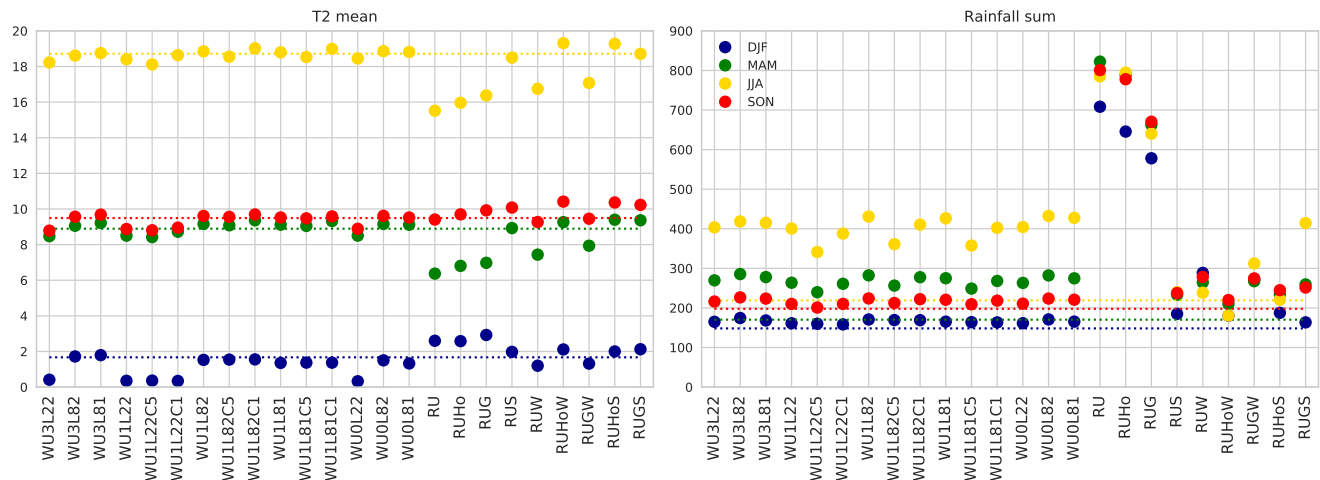 T2 mean
20
18
16
14
12
10
8
6
4
2
0
WU3L22
WU3L82
WU3L81
WU1L22
WU1L22C5
WU1L22C1
WU1L82
WU1L82C5
WU1L82C1
WU1L81
WU1L81C5
WU1L81C1
WU0L22
WU0L82
WU0L81
RU
RUHo
RUG
RUS
RUW
RUHoW
RUGW
RUHoS
RUGS
Rainfall sum
900
800
700
600
500
400
300
200
100
0
DJF
MAM
JJA
SON
WU3L22
WU3L82
WU3L81
WU1L22
WU1L22C5
WU1L22C1
WU1L82
WU1L82C5
WU1L82C1
WU1L81
WU1L81C5
WU1L81C1
WU0L22
WU0L82
WU0L81
RU
RUHo
RUG
RUS
RUW
RUHoW
RUGW
RUHoS
RUGS